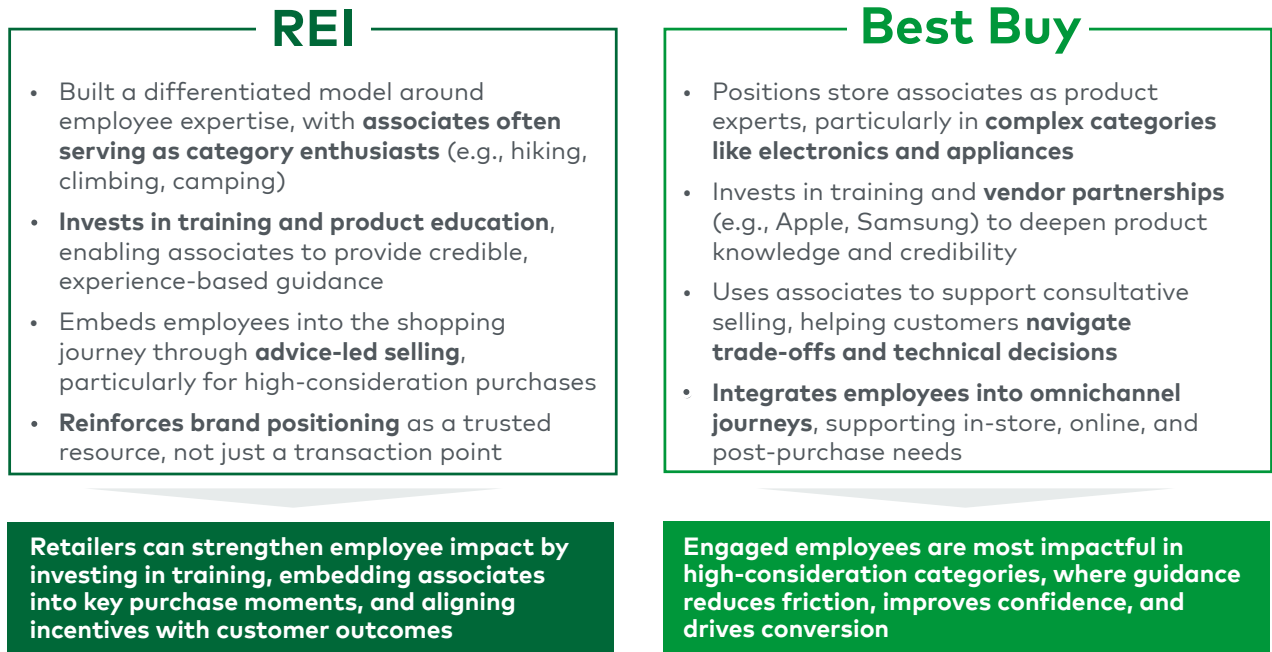 REI
• Built a differentiated model around
employee expertise, with associates often
serving as category enthusiasts (e.g., hiking,
climbing, camping)
• Invests in training and product education,
enabling associates to provide credible,
experience-based guidance
• Embeds employees into the shopping
journey through advice-led selling,
particularly for high-consideration purchases
• Reinforces brand positioning as a trusted
resource, not just a transaction point
Retailers can strengthen employee impact by
investing in training, embedding associates
into key purchase moments, and aligning
incentives with customer outcomes
Best Buy
• Positions store associates as product
experts, particularly in complex categories
like electronics and appliances
• Invests in training and vendor partnerships
(e.g., Apple, Samsung) to deepen product
knowledge and credibility
• Uses associates to support consultative
selling, helping customers navigate
trade-offs and technical decisions
• Integrates employees into omnichannel
journeys, supporting in-store, online, and
post-purchase needs
Engaged employees are most impactful in
high-consideration categories, where guidance
reduces friction, improves confidence, and
drives conversion